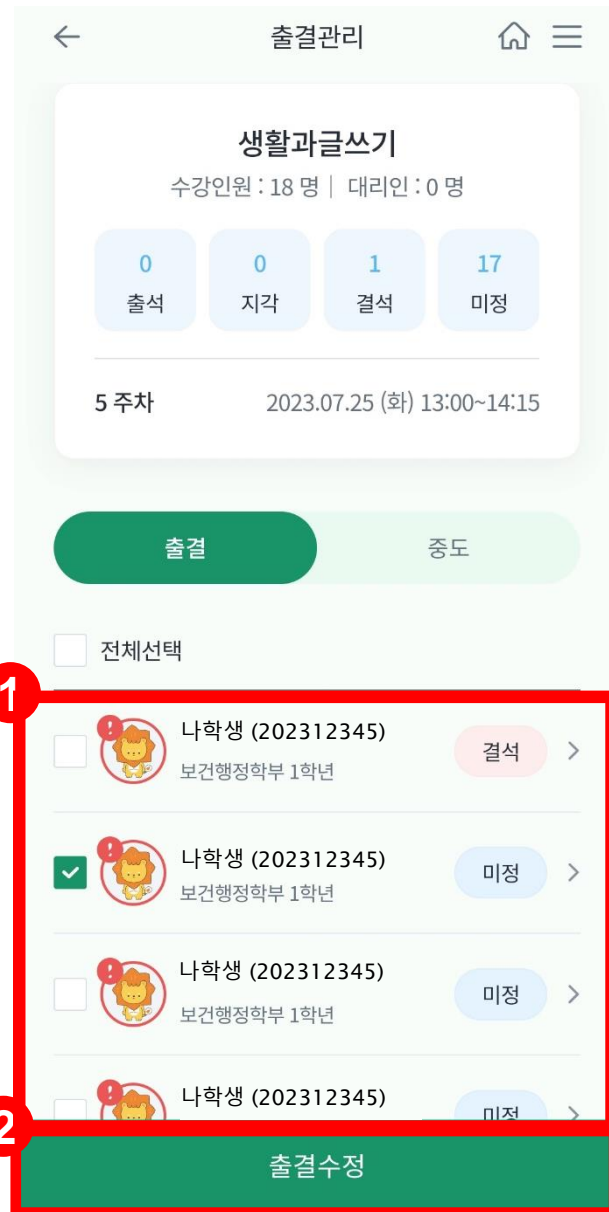 출결관리
생활과글쓰기
수강인원 : 18 명 | 대리인 : 0 명
0 0 1 17
출석 지각 결석 미정
5 주차 2023.07.25 (화) 13:00~14:15
출결 중도
전체선택
1
나학생 (202312345)
보건행정학부 1학년
결석
나학생 (202312345)
보건행정학부 1학년
미정
나학생 (202312345)
보건행정학부 1학년
미정
나학생 (202312345)
미정
2
출결수정